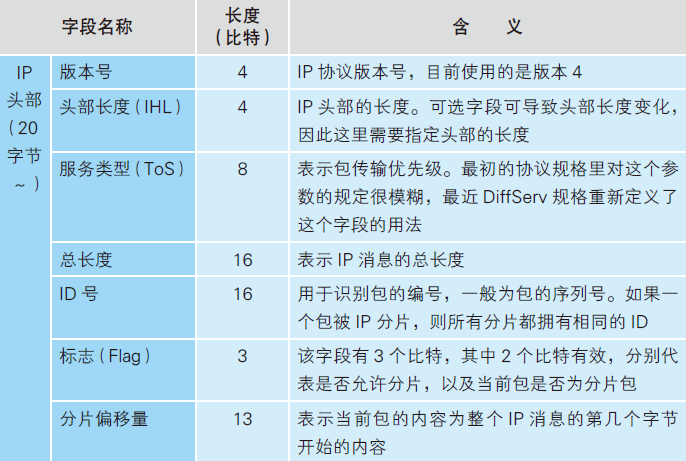 字段名称 长度 含 义
(比特)
IP 版本号 4 IP 协议版本号，目前使用的是版本 4
头部 头部长度(IHL) 4 IP 头部的长度。可选字段可导致头部长度变化，
(20 因此这里需要指定头部的长度
字节 服务类型(ToS) 8 表示包传输优先级。最初的协议规格里对这个参
~) 数的规定很模糊，最近 DiffServ 规格重新定义了
这个字段的用法
总长度 16 表示 IP 消息的总长度
ID 号 16 用于识别包的编号，一般为包的序列号。如果一
个包被 IP 分片，则所有分片都拥有相同的 ID
标志(Flag) 3 该字段有 3 个比特，其中 2 个比特有效，分别代
表是否允许分片，以及当前包是否为分片包
分片偏移量 13 表示当前包的内容为整个 IP 消息的第几个字节
开始的内容